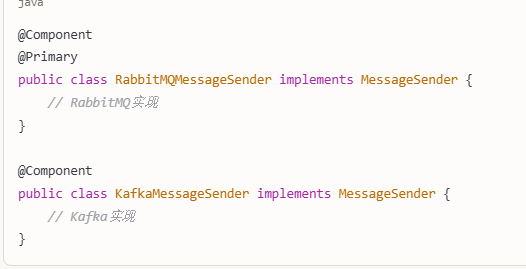 java
@Component
@Primary
public class RabbitMQMessageSender implements MessageSender {
    // RabbitMQ实现
}

@Component
public class KafkaMessageSender implements MessageSender {
    // Kafka实现
}